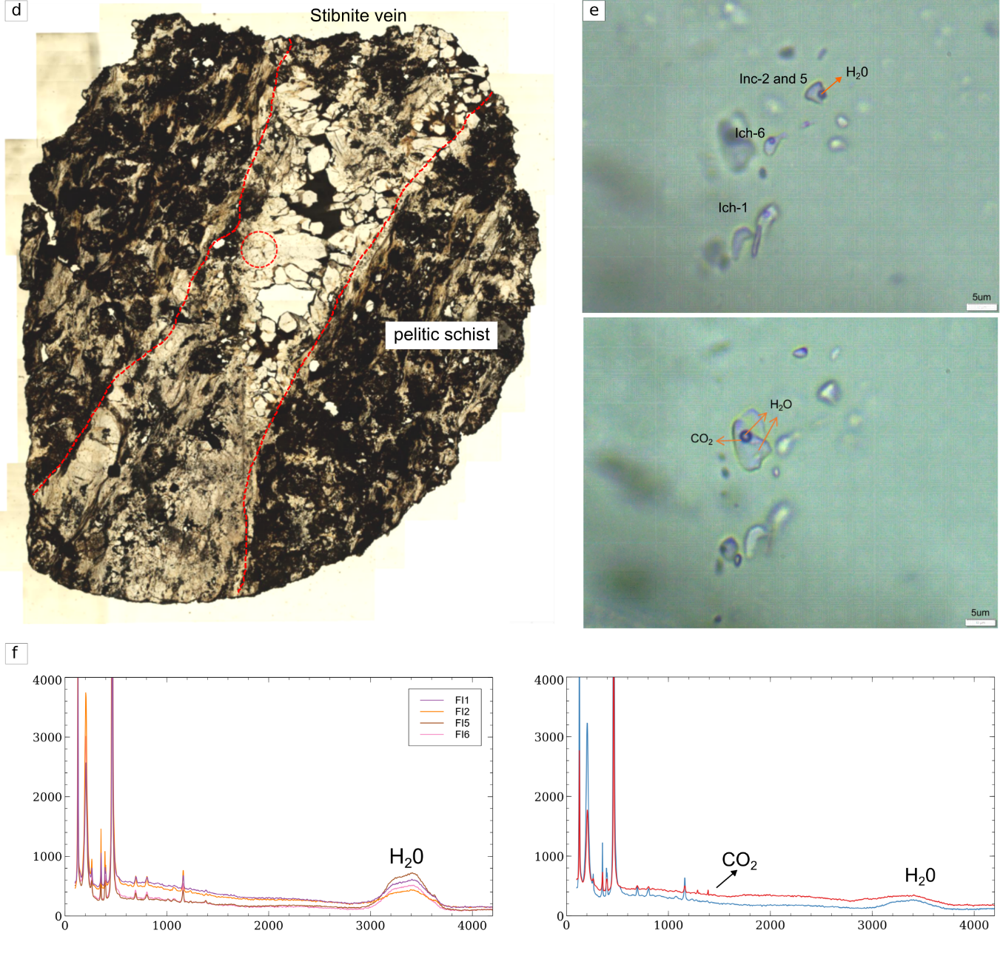 d
Stibnite vein
pelitic schist
e
Inc-2 and 5
H₂0
Ich-6
Ich-1
5um
H₂O
CO₂
5um
f
4000
3000
2000
1000
0
0 1000 2000 3000 4000
FI1
FI2
FI5
FI6
H₂0
4000
3000
2000
1000
0
0 1000 2000 3000 4000
CO₂
H₂0